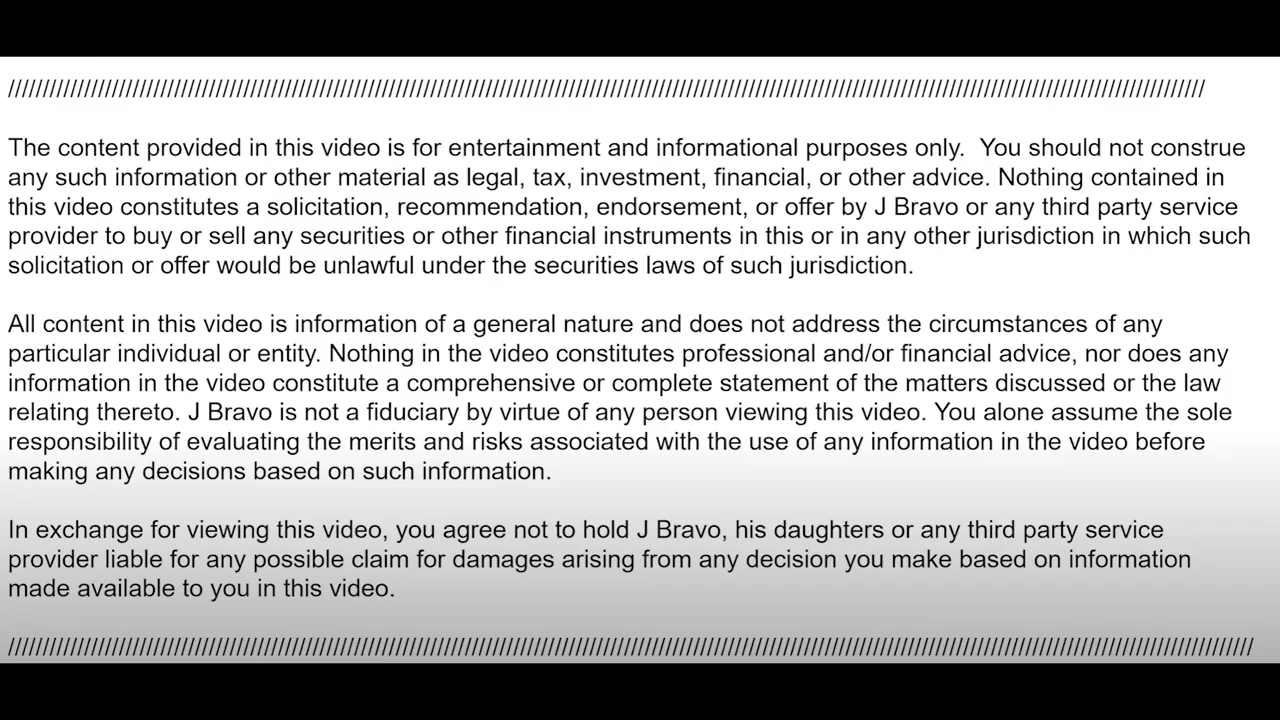 ////////////////////////////////////////////////////////////////////////////////////////////////////////////////////////////////////////////////////////////////////////////
The content provided in this video is for entertainment and informational purposes only.  You should not construe
any such information or other material as legal, tax, investment, financial, or other advice. Nothing contained in
this video constitutes a solicitation, recommendation, endorsement, or offer by J Bravo or any third party service
provider to buy or sell any securities or other financial instruments in this or in any other jurisdiction in which such
solicitation or offer would be unlawful under the securities laws of such jurisdiction.
All content in this video is information of a general nature and does not address the circumstances of any
particular individual or entity. Nothing in the video constitutes professional and/or financial advice, nor does any
information in the video constitute a comprehensive or complete statement of the matters discussed or the law
relating thereto. J Bravo is not a fiduciary by virtue of any person viewing this video. You alone assume the sole
responsibility of evaluating the merits and risks associated with the use of any information in the video before
making any decisions based on such information.
In exchange for viewing this video, you agree not to hold J Bravo, his daughters or any third party service
provider liable for any possible claim for damages arising from any decision you make based on information
made available to you in this video.
///////////////////////////////////////////////////////////////////////////////////////////////////////////////////////////////////////////////////////////////////////////////////